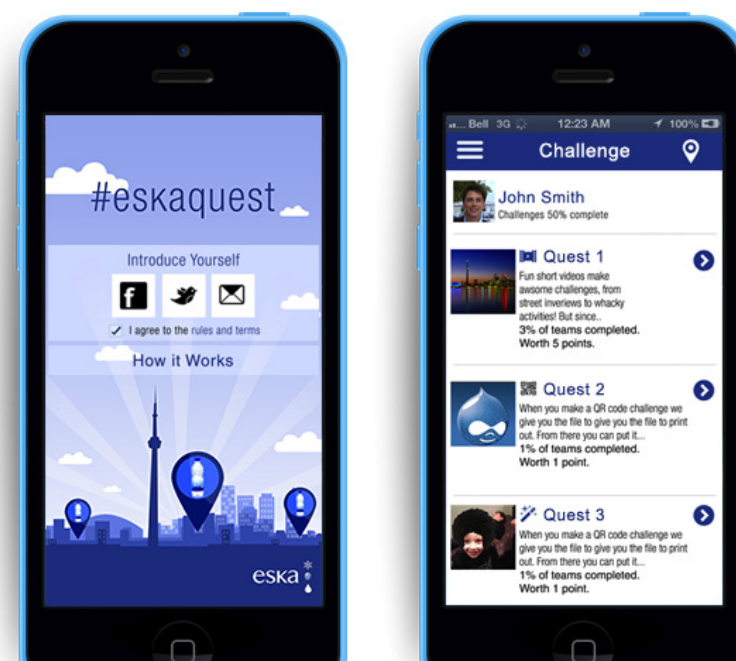 #eskaquest
Introduce Yourself
I agree to the rules and terms
How it Works
eska
Bell 3G 12:23 AM 100%
Challenge
John Smith
Challenges 50% complete
Quest 1
Fun short videos make
awsome challenges, from
street inveriews to whacky
activities! But since..
3% of teams completed.
Worth 5 points.
Quest 2
When you make a QR code challenge we
give you the file to give you the file to print
out. From there you can put it...
1% of teams completed.
Worth 1 point.
Quest 3
When you make a QR code challenge we
give you the file to give you the file to print
out. From there you can put it...
1% of teams completed.
Worth 1 point.